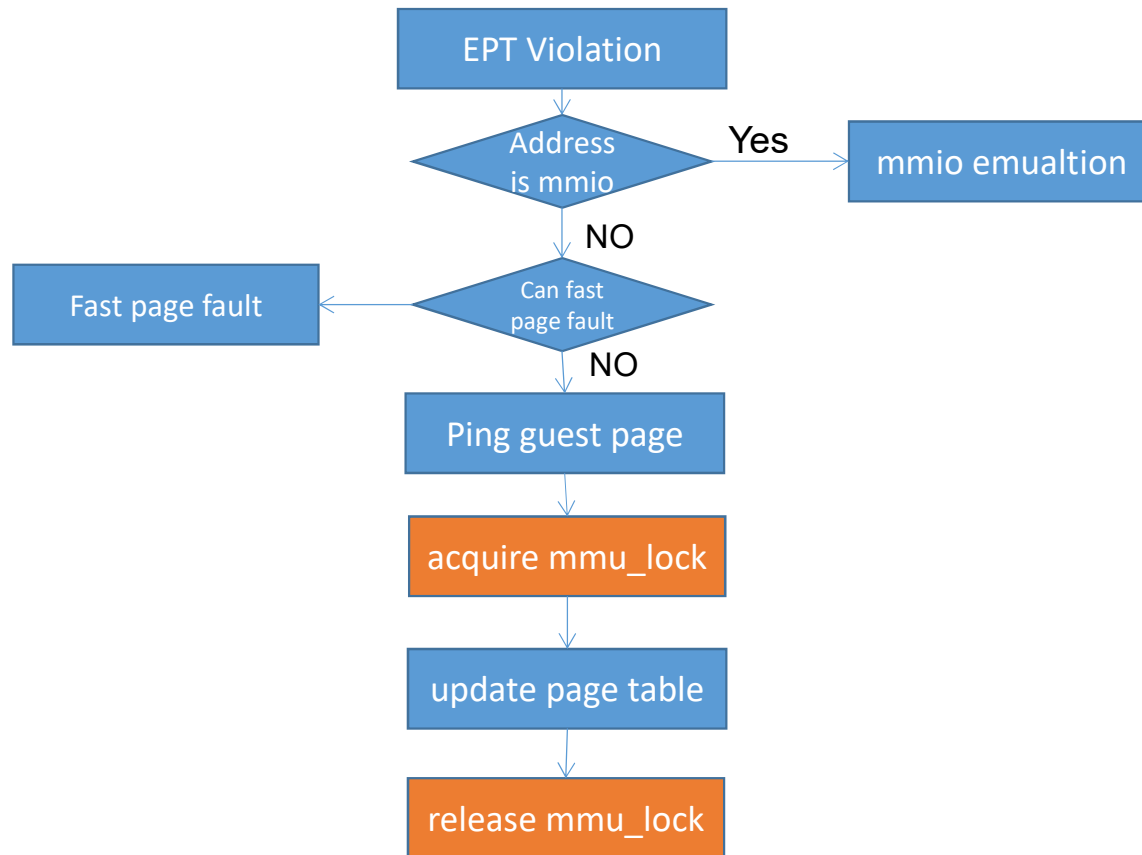 EPT Violation
Address
is mmio
Yes
mmio emualtion
NO
Can fast
page fault
Fast page fault
NO
Ping guest page
acquire mmu_lock
update page table
release mmu_lock